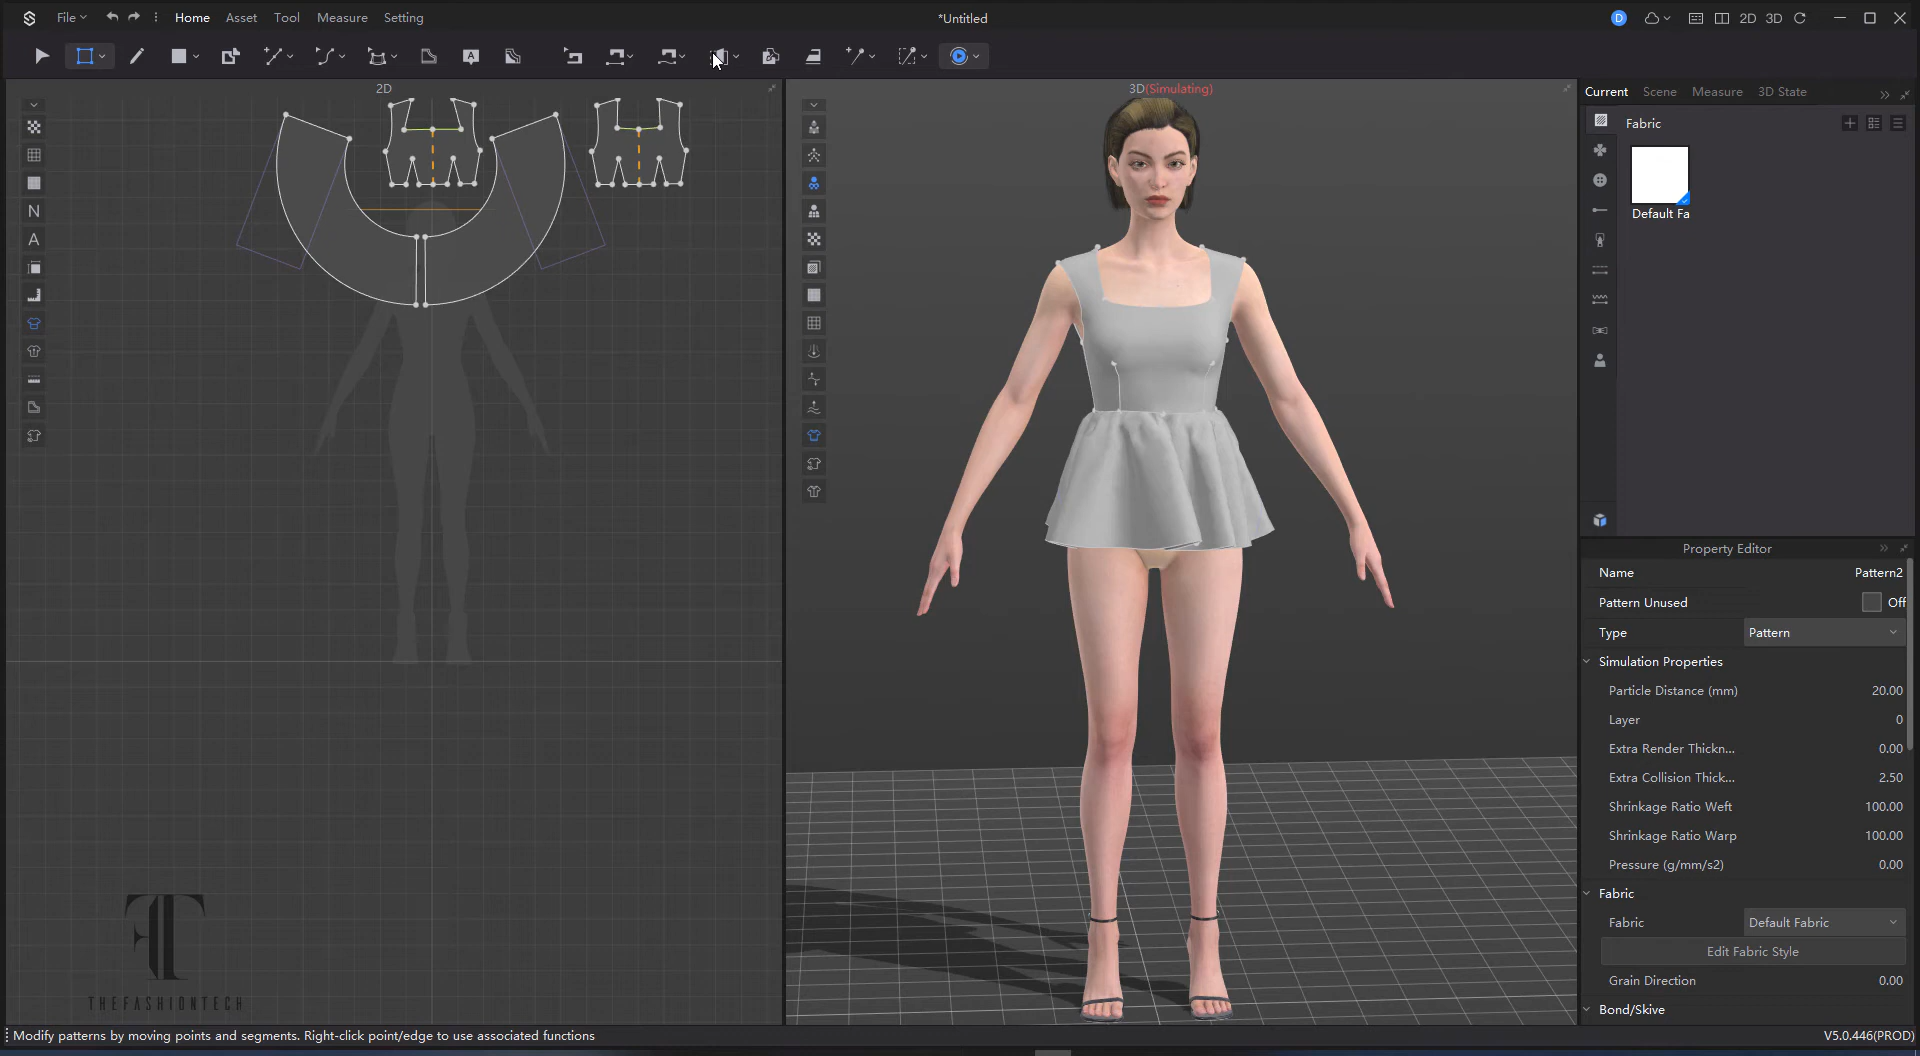 File Home Asset Tool Measure Setting *Untitled D 2D 3D
2D
3D(Simulating)
Current Scene Measure 3D State
Fabric
Default Fa
Property Editor
Name Pattern2
Pattern Unused Off
Type Pattern
Simulation Properties
Particle Distance (mm) 20.00
Layer 0
Extra Render Thickn... 0.00
Extra Collision Thick... 2.50
Shrinkage Ratio Weft 100.00
Shrinkage Ratio Warp 100.00
Pressure (g/mm/s2) 0.00
Fabric
Fabric Default Fabric
Edit Fabric Style
Grain Direction 0.00
Bond/Skive
THEFASHIONTECH
Modify patterns by moving points and segments. Right-click point/edge to use associated functions V5.0.446(PROD)